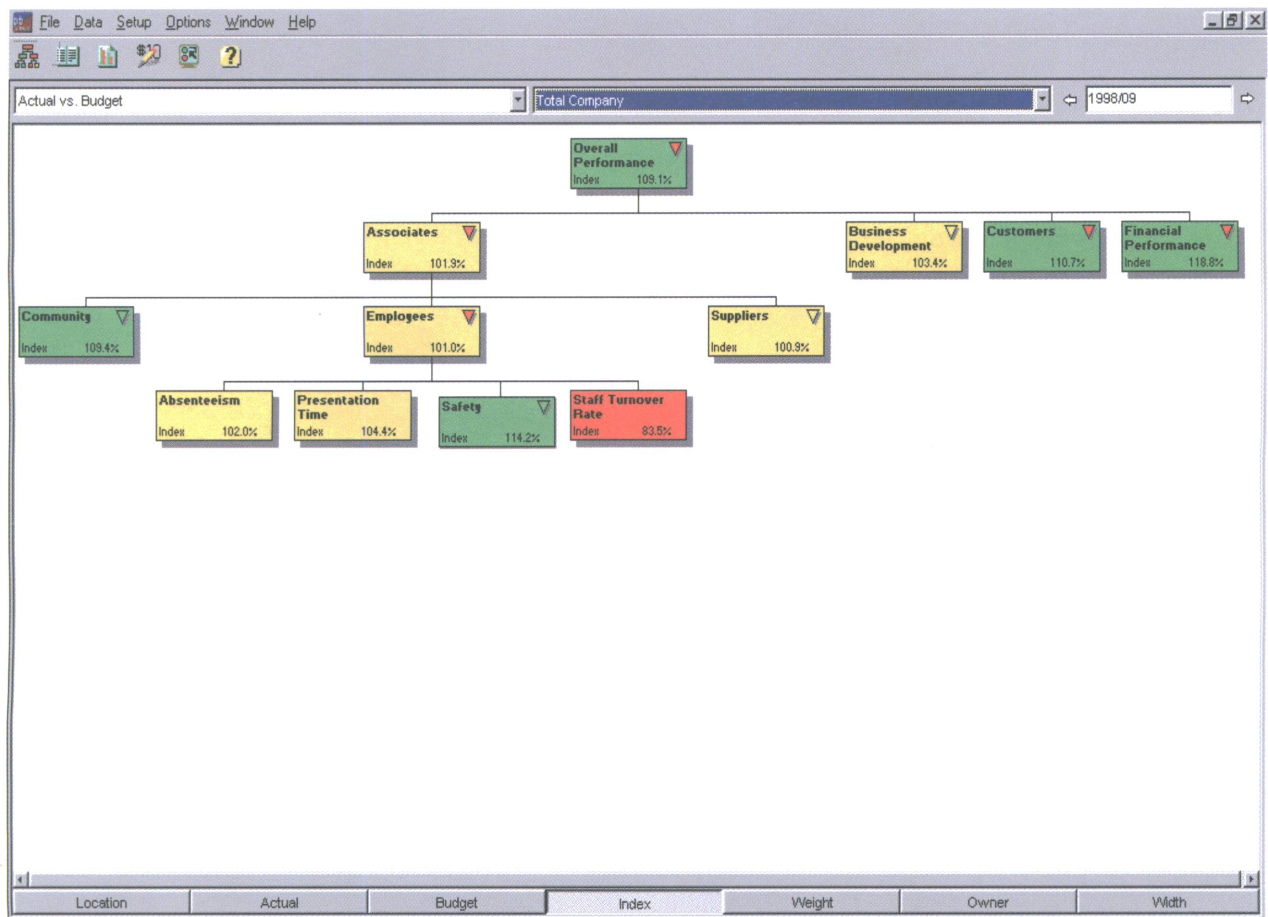 File Data Setup Options Window Help
Actual vs. Budget Total Company 1998/09
Overall
Performance
Index 109.1%
Associates
Index 101.9%
Business
Development
Index 103.4%
Customers
Index 110.7%
Financial
Performance
Index 118.8%
Community
Index 109.4%
Employees
Index 101.0%
Suppliers
Index 100.9%
Absenteeism
Index 102.0%
Presentation
Time
Index 104.4%
Safety
Index 114.2%
Staff Turnover
Rate
Index 83.5%
Location Actual Budget Index Weight Owner Width